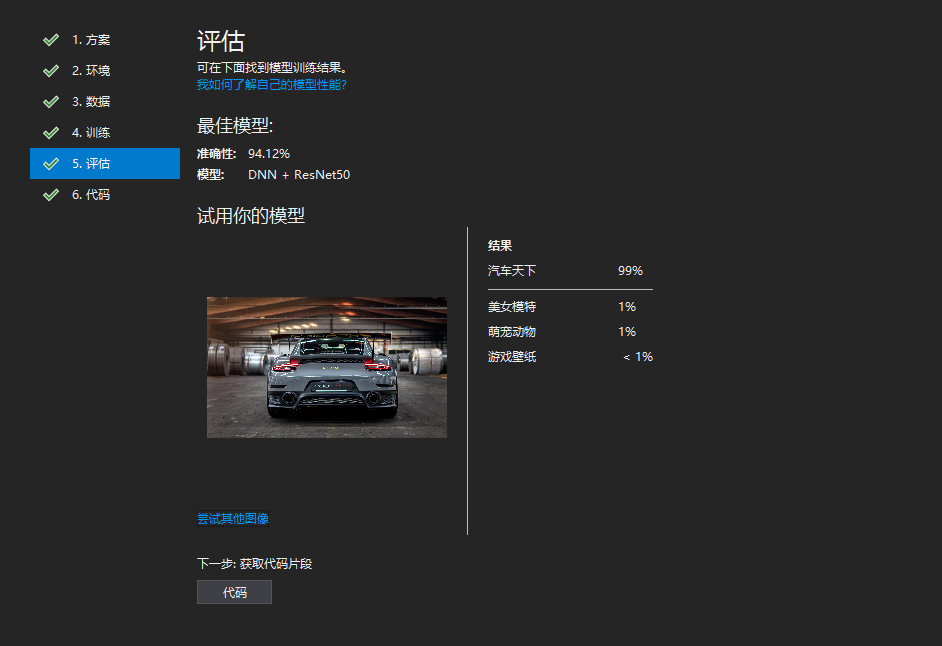 1. 方案
2. 环境
3. 数据
4. 训练
5. 评估
6. 代码
评估
可在下面找到模型训练结果。
我如何了解自己的模型性能?
最佳模型:
准确性: 94.12%
模型: DNN + ResNet50
试用你的模型
结果
汽车天下 99%
美女模特 1%
萌宠动物 1%
游戏壁纸 < 1%
尝试其他图像
下一步: 获取代码片段
代码